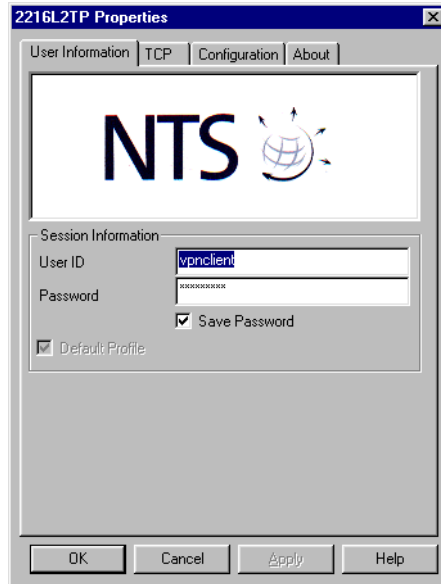 2216L2TP Properties
User Information TCP Configuration About
NTS
Session Information
User ID vpnclient
Password *********
Save Password
Default Profile
OK Cancel Apply Help